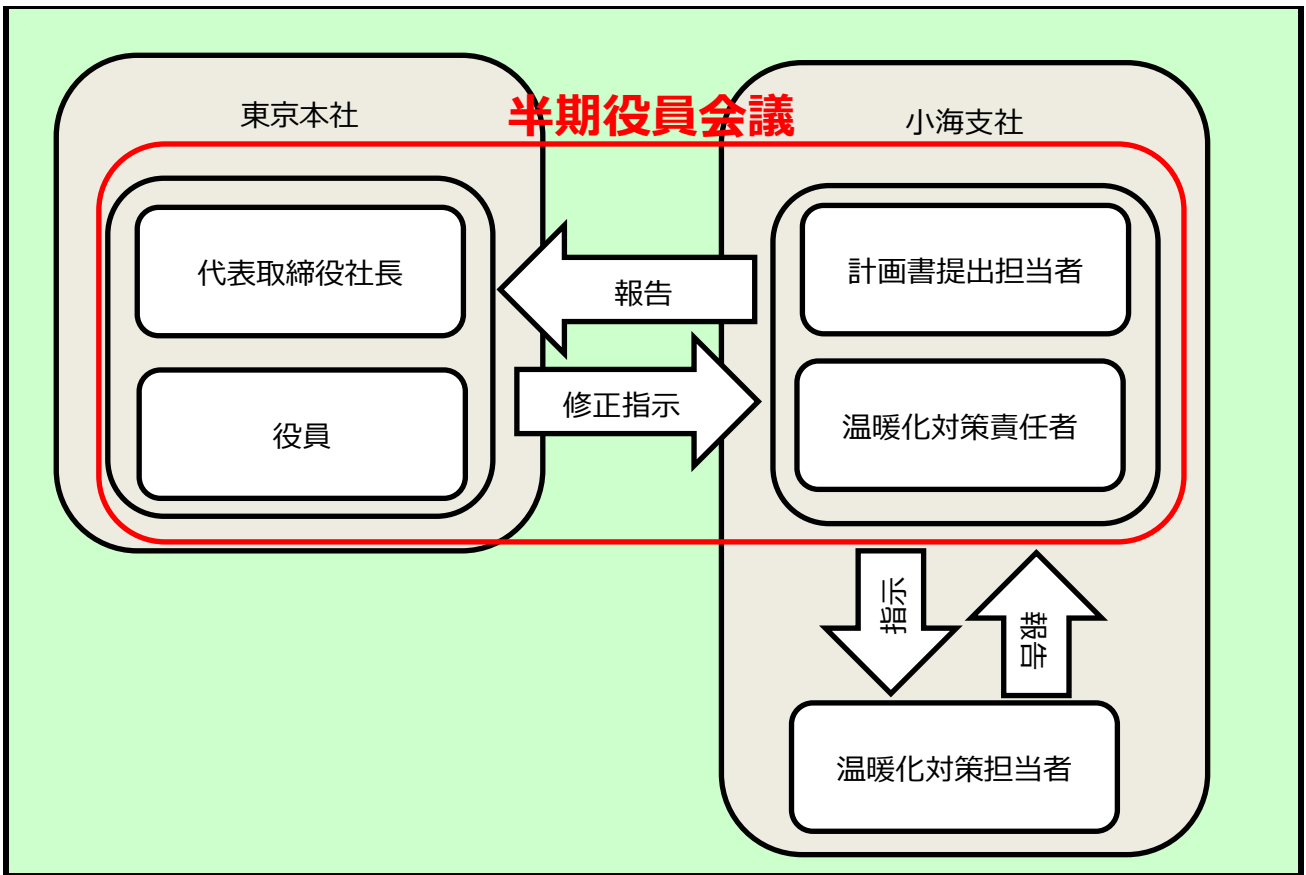 東京本社
半期役員会議
小海支社
代表取締役社長
役員
報告
修正指示
計画書提出担当者
温暖化対策責任者
指示
報告
温暖化対策担当者